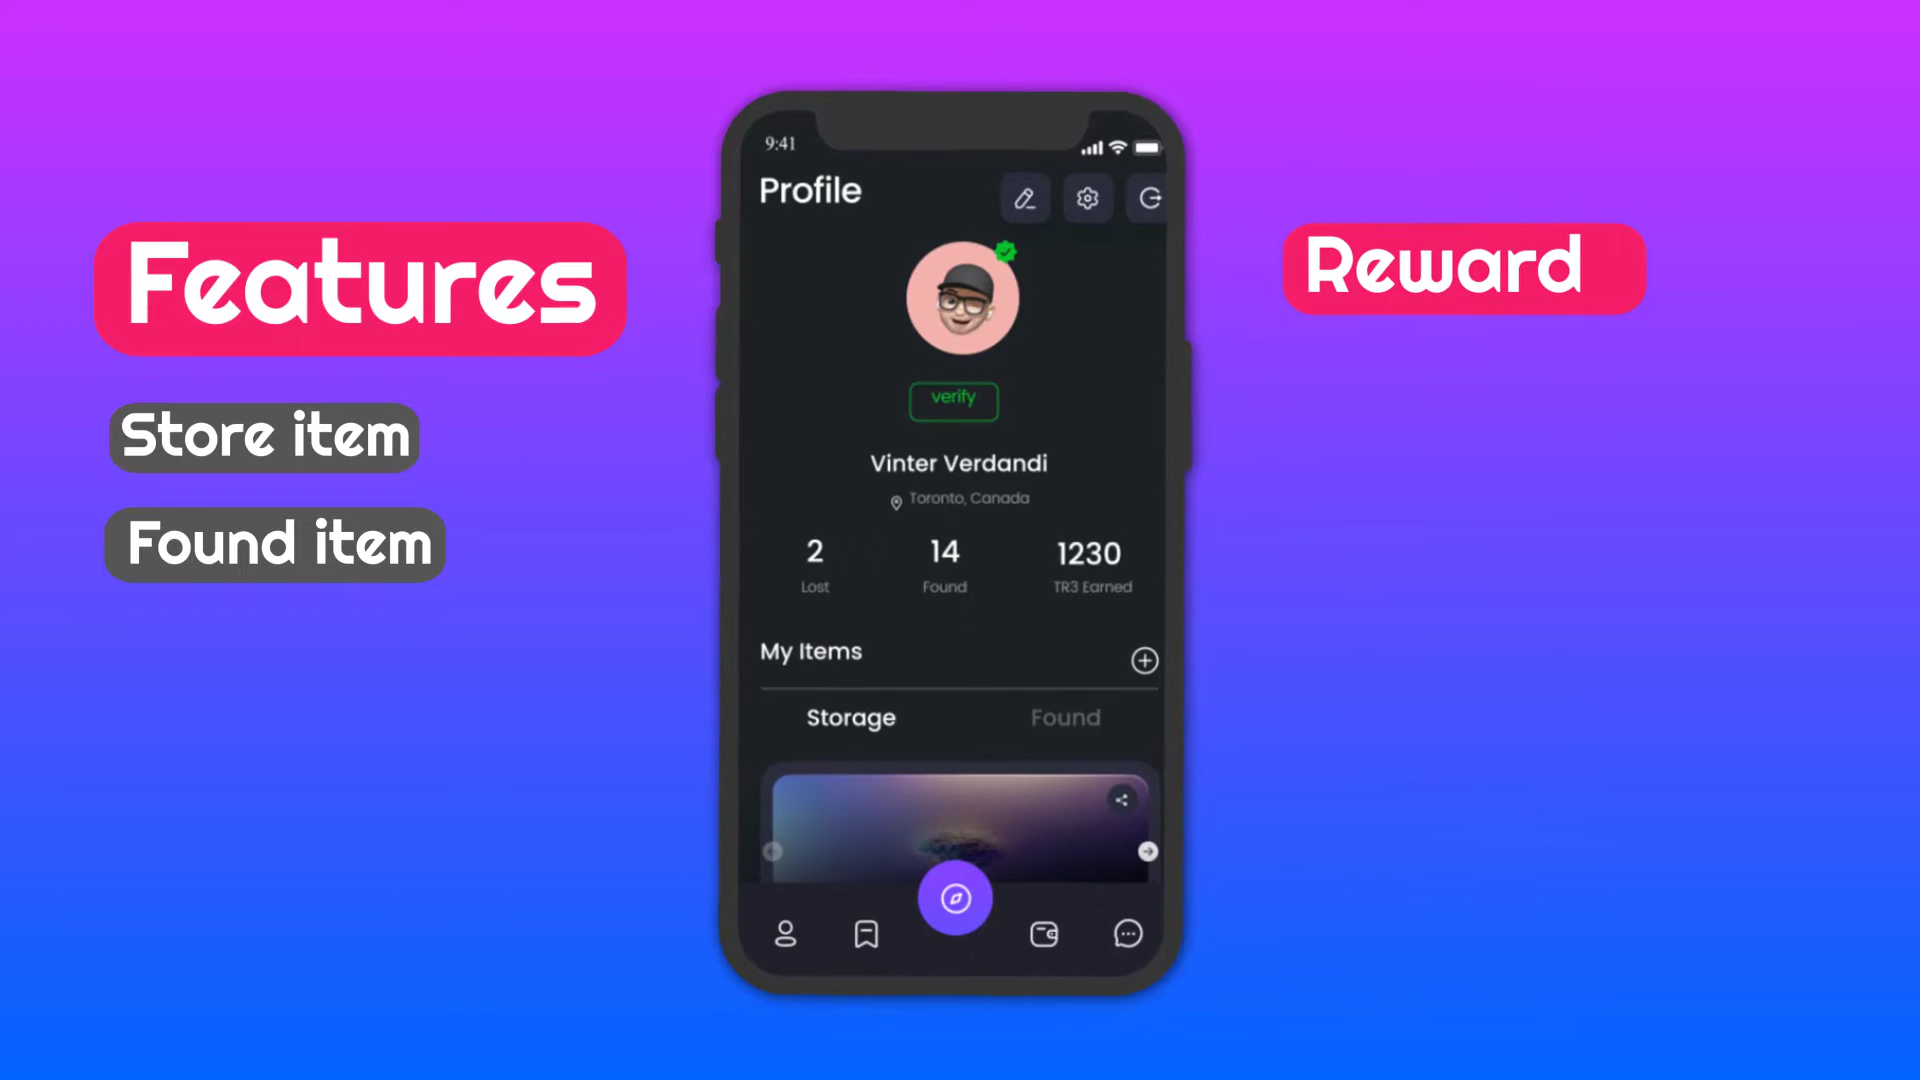 Features
Store item
Found item
9:41
Profile
verify
Vinter Verdandi
Toronto, Canada
2 14 1230
Lost Found TR3 Earned
My Items
Storage Found
Reward